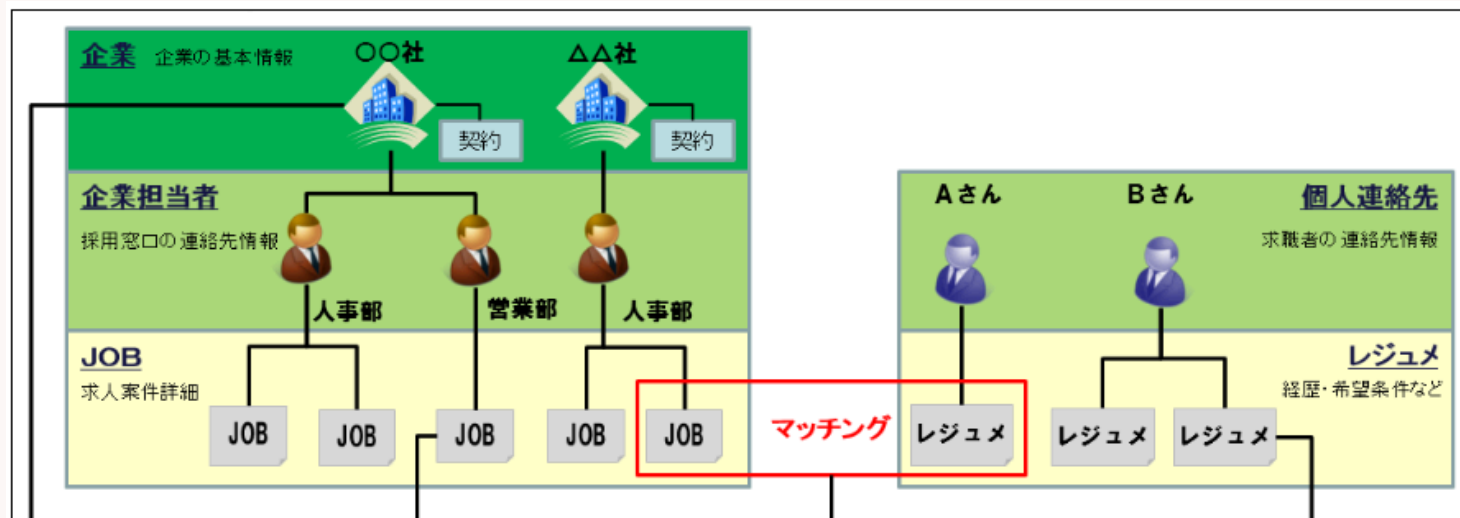 企業 企業の基本情報
○○社
△△社
契約
契約
企業担当者
採用窓口の連絡先情報
人事部
営業部
人事部
Aさん
Bさん
個人連絡先
求職者の連絡先情報
JOB
求人案件詳細
JOB
JOB
JOB
JOB
JOB
マッチング
レジュメ
経歴・希望条件など
レジュメ
レジュメ
レジュメ